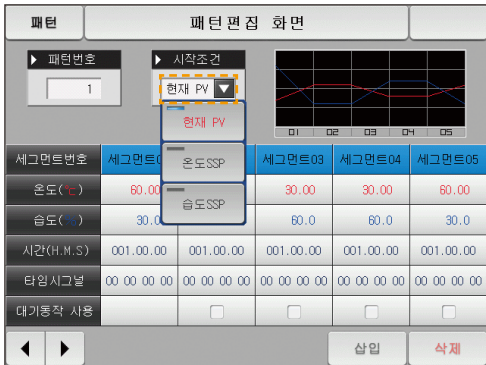 패턴
패턴편집 화면
▶ 패턴번호
▶ 시작조건
1
현재 PV
현재 PV
온도SSP
습도SSP
01 02 03 04 05
세그먼트번호 세그먼트0 세그먼트03 세그먼트04 세그먼트05
온도(℃) 60.00 30.00 30.00 60.00
습도( ) 30.0 60.0 60.0 30.0
시간(H.M.S) 001.00.00 001.00.00 001.00.00 001.00.00 001.00.00
타임시그널 00 00 00 00 00 00 00 00 00 00 00 00 00 00 00 00 00 00 00 00
대기동작 사용
삽입
삭제